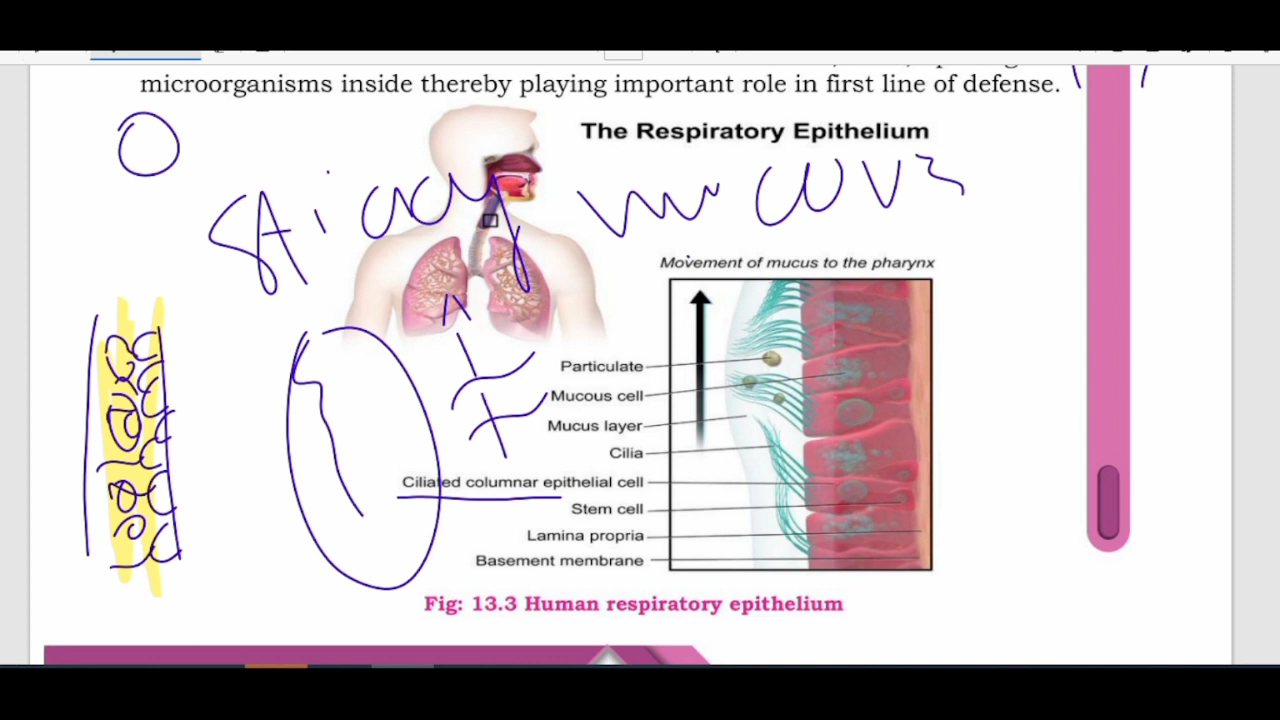 microorganisms inside thereby playing important role in first line of defense.
The Respiratory Epithelium
Movement of mucus to the pharynx
Particulate
Mucous cell
Mucus layer
Cilia
Ciliated columnar epithelial cell
Stem cell
Lamina propria
Basement membrane
Fig: 13.3 Human respiratory epithelium